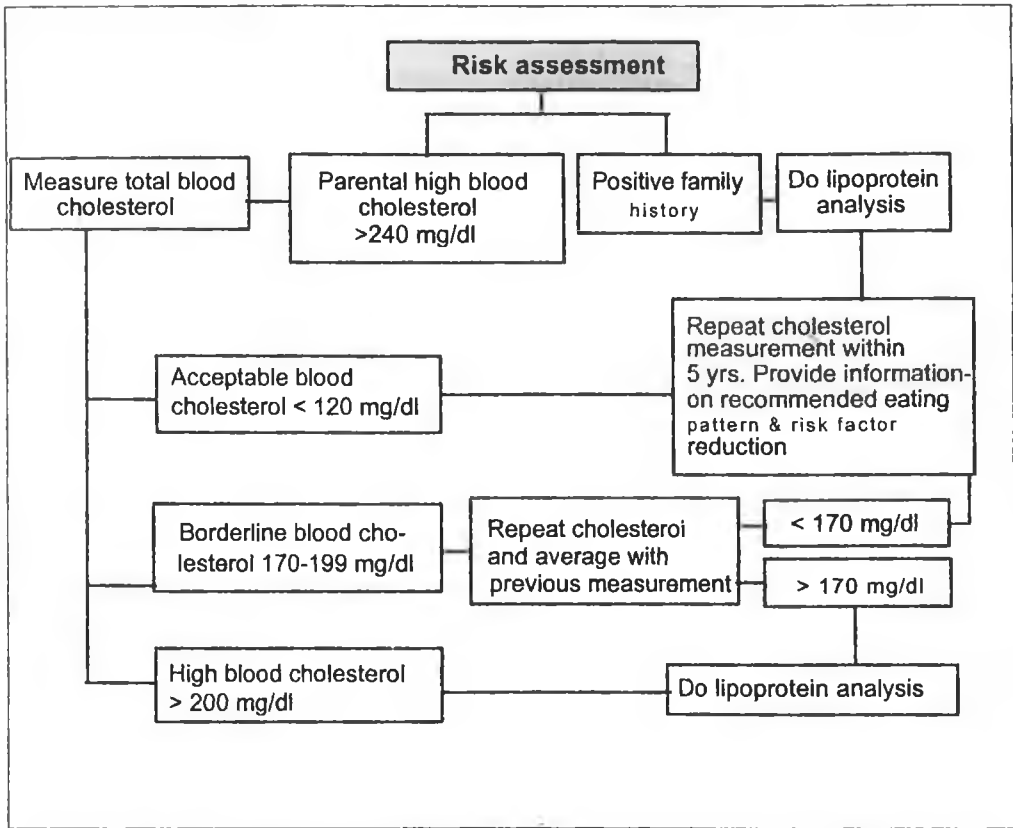 Risk assessment
Measure total blood
cholesterol
Parental high blood
cholesterol
>240 mg/dl
Positive family
history
Do lipoprotein
analysis
Repeat cholesterol
measurement within
5 yrs. Provide information-
on recommended eating
pattern & risk factor
reduction
Acceptable blood
cholesterol < 120 mg/dl
Borderline blood cho-
lesterol 170-199 mg/dl
Repeat cholesteroi
and average with
previous measurement
< 170 mg/dl
> 170 mg/dl
High blood cholesterol
> 200 mg/dl
Do lipoprotein analysis